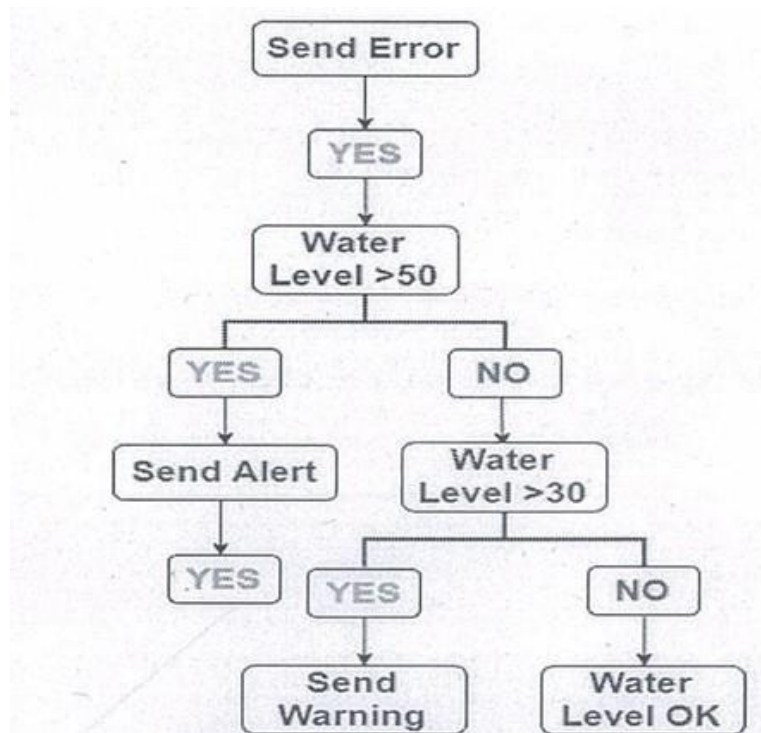 Send Error
YES
Water
Level >50
YES
NO
Send Alert
Water
Level >30
YES
YES
NO
Send
Warning
Water
Level OK